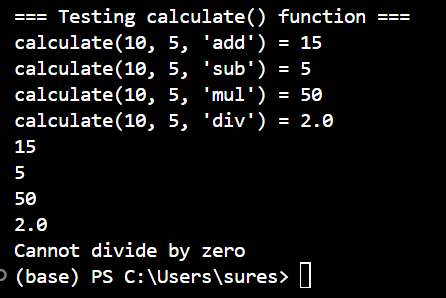 === Testing calculate() function ===
calculate(10, 5, 'add') = 15
calculate(10, 5, 'sub') = 5
calculate(10, 5, 'mul') = 50
calculate(10, 5, 'div') = 2.0
15
5
50
2.0
Cannot divide by zero
(base) PS C:\Users\sures>